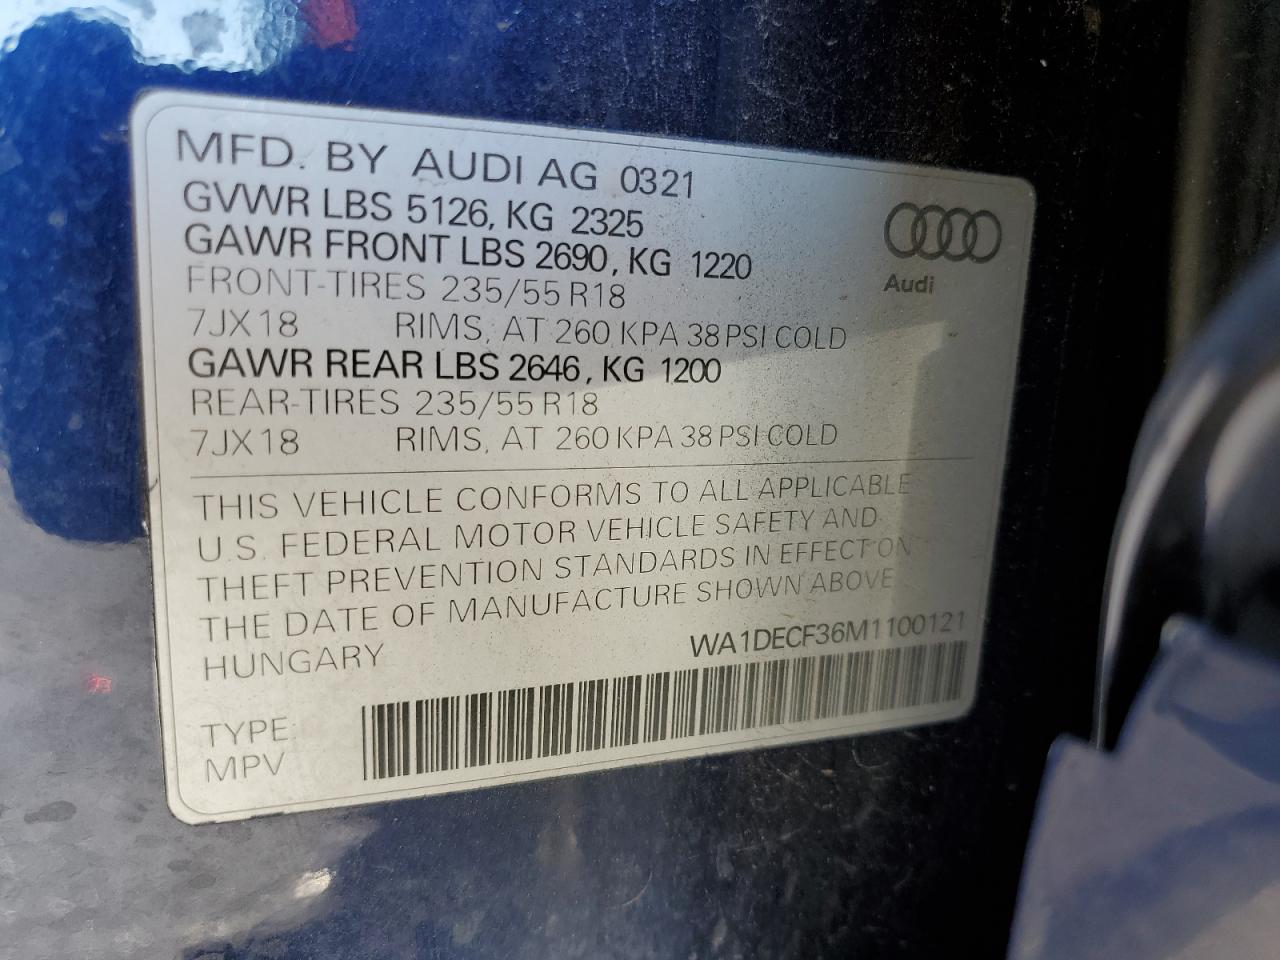 MFD. BY AUDI AG 0321
GVWR LBS 5126, KG 2325
GAWR FRONT LBS 2690, KG 1220
FRONT-TIRES 235/55 R18
7JX18 RIMS, AT 260 KPA 38 PSI COLD
GAWR REAR LBS 2646, KG 1200
REAR-TIRES 235/55 R18
7JX18 RIMS, AT 260 KPA 38 PSI COLD
Audi
THIS VEHICLE CONFORMS TO ALL APPLICABLE
U.S. FEDERAL MOTOR VEHICLE SAFETY AND
THEFT PREVENTION STANDARDS IN EFFECT ON
THE DATE OF MANUFACTURE SHOWN ABOVE
HUNGARY WA1DECF36M1100121
TYPE:
MPV